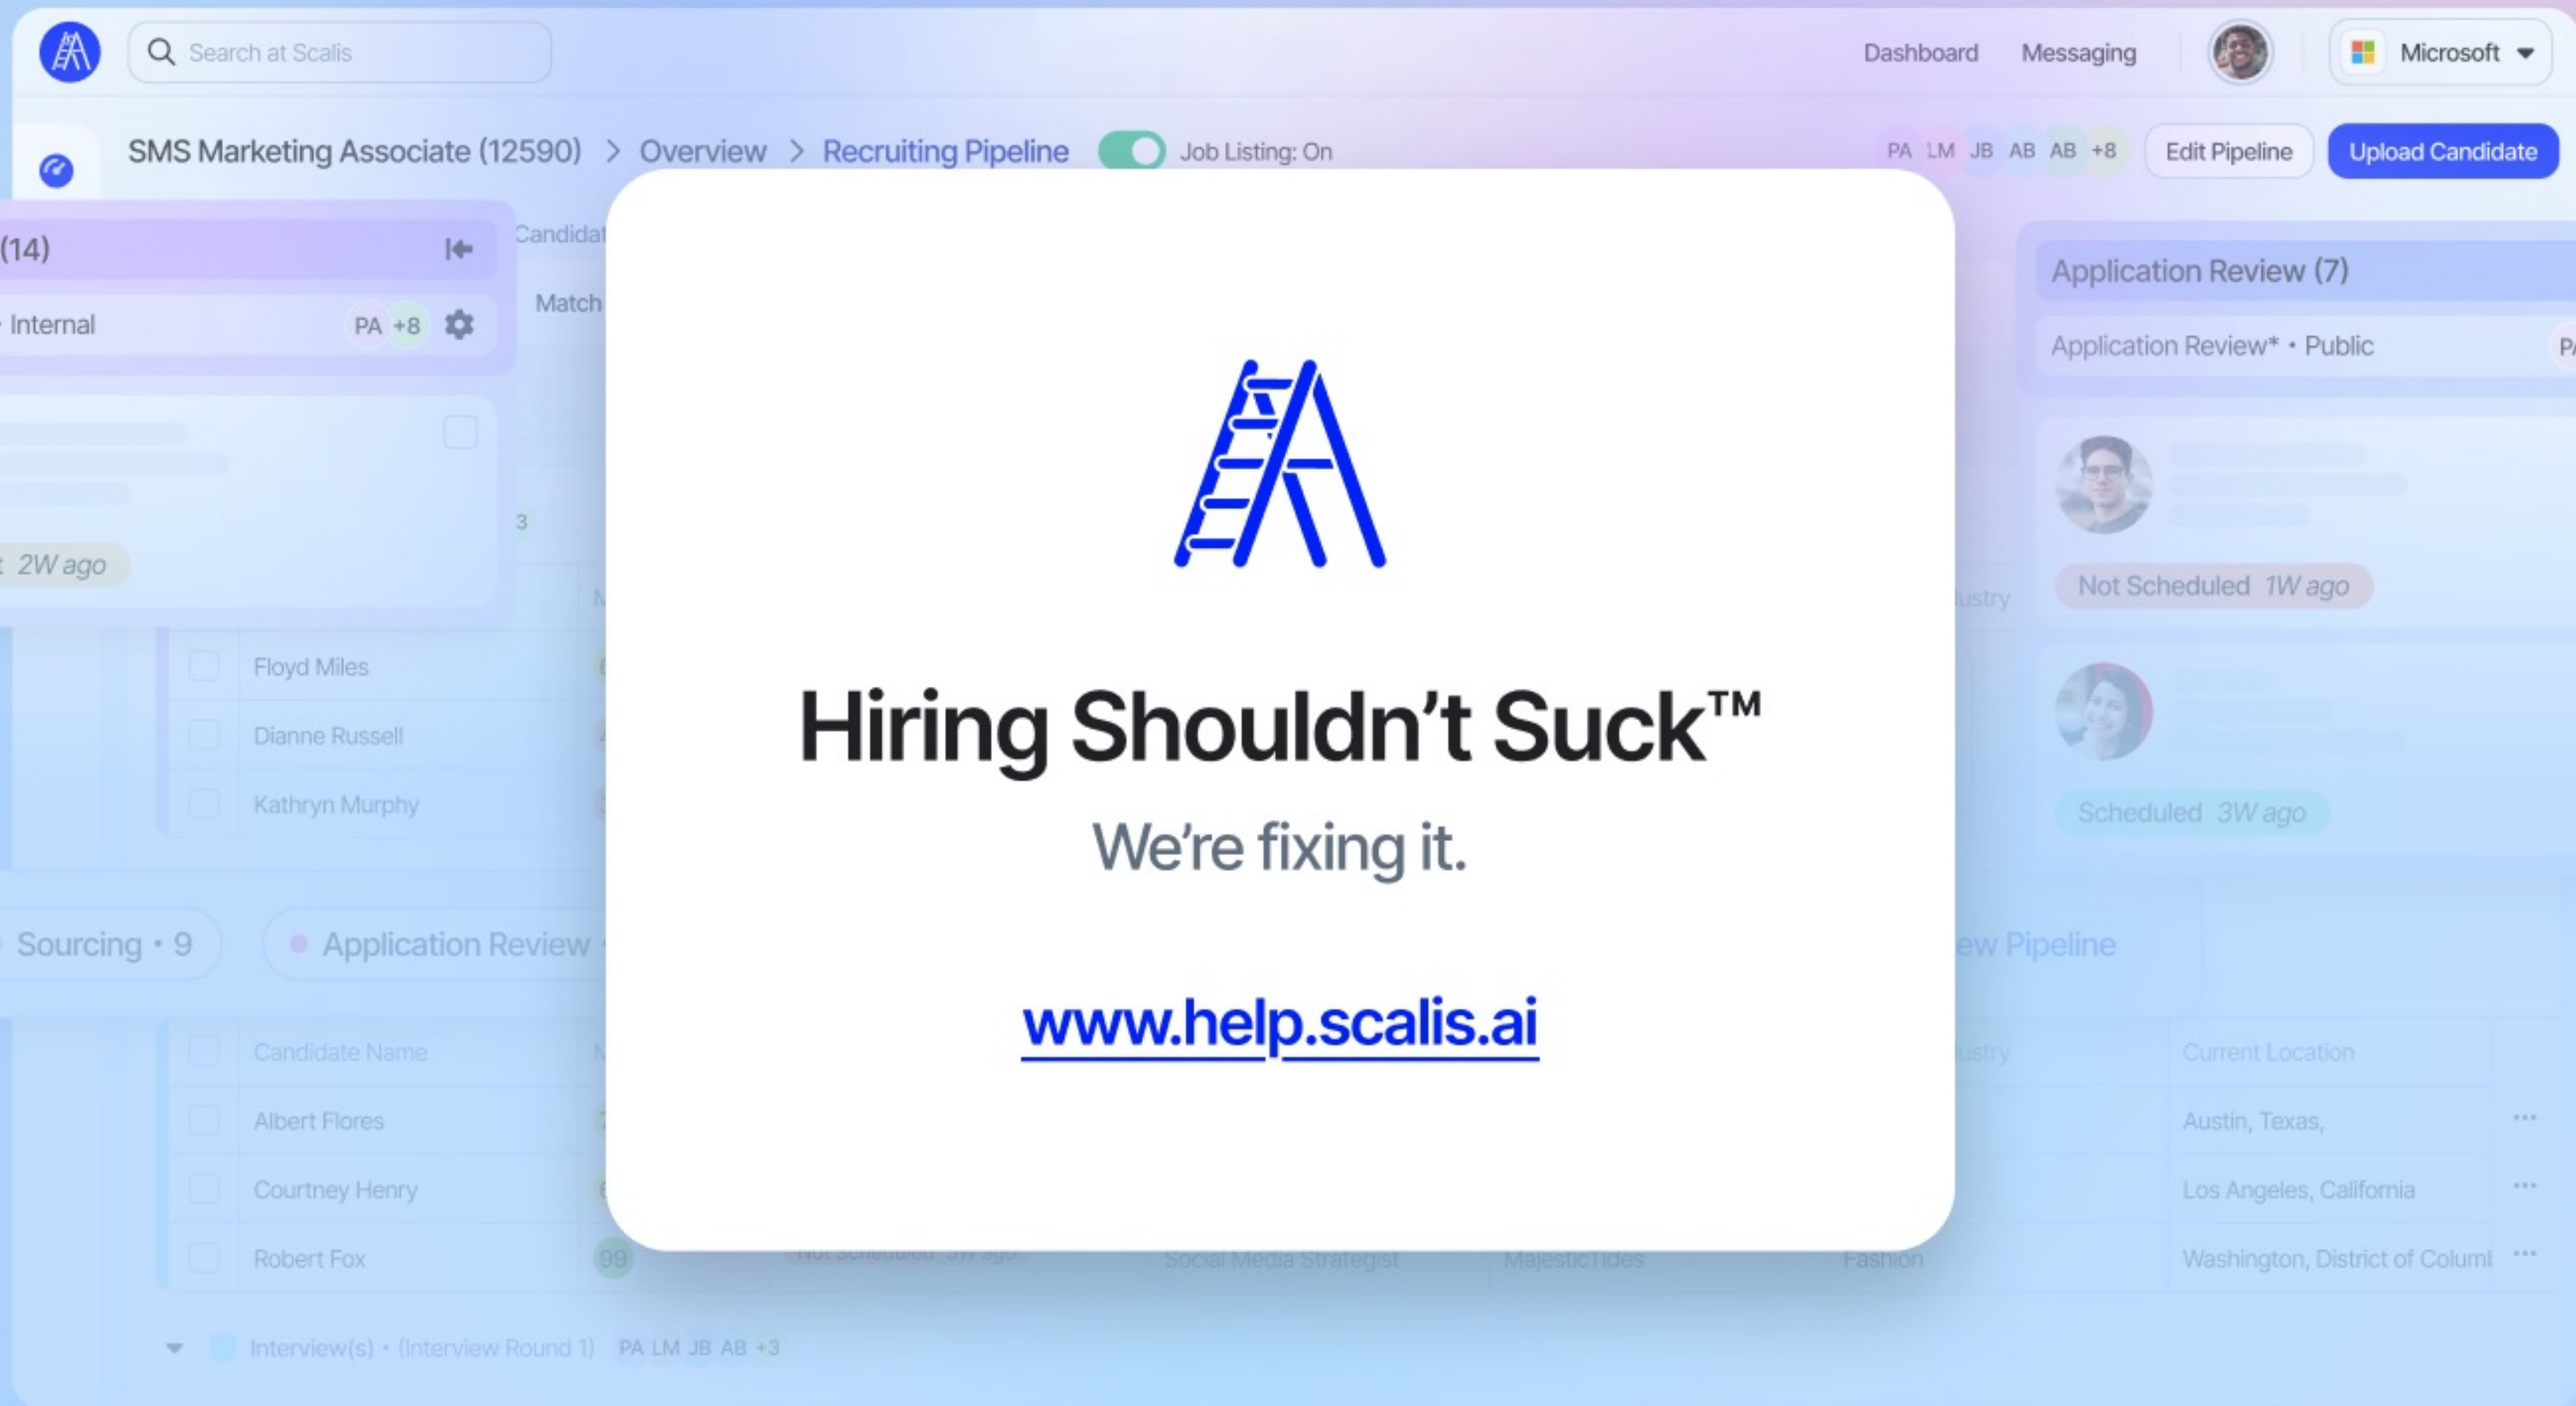 Search at Scalis
Dashboard
Messaging
Microsoft
SMS Marketing Associate (12590) > Overview > Recruiting Pipeline
Job Listing: On
PA LM JB AB AB +8
Edit Pipeline
Upload Candidate
(14)
Internal
PA +8
2W ago
Match
3
Application Review (7)
Application Review* • Public
Not Scheduled 1W ago
Scheduled 3W ago
Hiring Shouldn’t Suck™
We’re fixing it.
www.help.scalis.ai
Floyd Miles
Dianne Russell
Kathryn Murphy
Sourcing • 9
Application Review
Pipeline
Candidate Name
Current Location
Albert Flores
Austin, Texas,
Courtney Henry
Los Angeles, California
Robert Fox
99
Social Media Strategist
MajesticTides
Fashion
Washington, District of
Interview(s) • (Interview Round 1)
PA LM JB AB +3